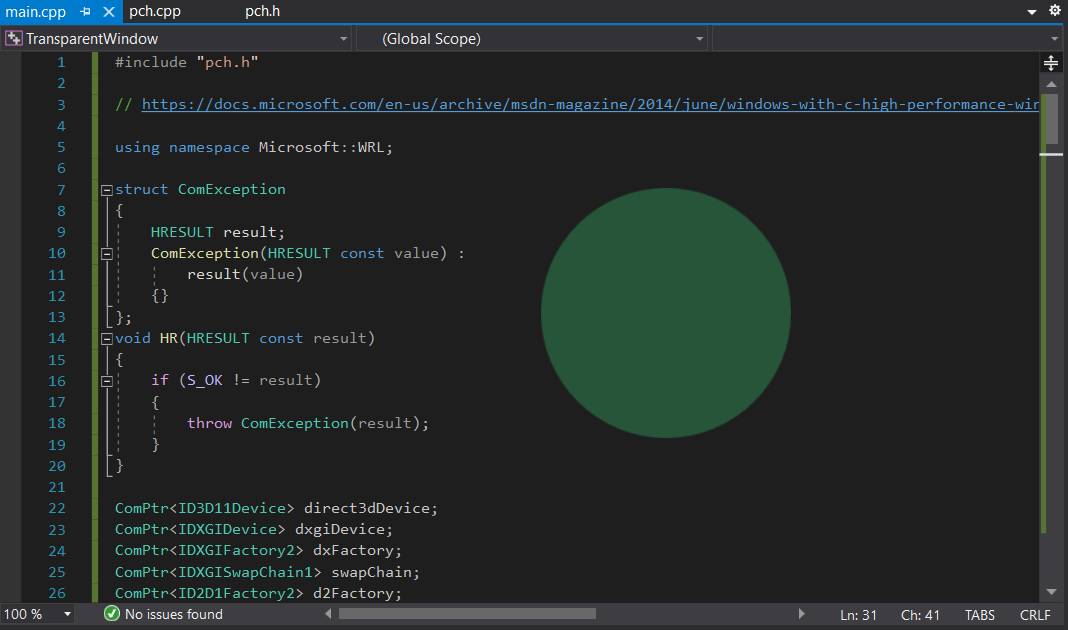 main.cpp pch.cpp pch.h
TransparentWindow (Global Scope)
1 #include "pch.h"
2
3 // https://docs.microsoft.com/en-us/archive/msdn-magazine/2014/june/windows-with-c-high-performance-wir
4
5 using namespace Microsoft::WRL;
6
7 struct ComException
8 {
9 HRESULT result;
10 ComException(HRESULT const value) :
11 result(value)
12 {}
13 };
14 void HR(HRESULT const result)
15 {
16 if (S_OK != result)
17 {
18 throw ComException(result);
19 }
20 }
21
22 ComPtr<ID3D11Device> direct3dDevice;
23 ComPtr<IDXGIDevice> dxgiDevice;
24 ComPtr<IDXGIFactory2> dxFactory;
25 ComPtr<IDXGISwapChain1> swapChain;
26 ComPtr<ID2D1Factory2> d2Factory;
100 % No issues found Ln: 31 Ch: 41 TABS CRLF